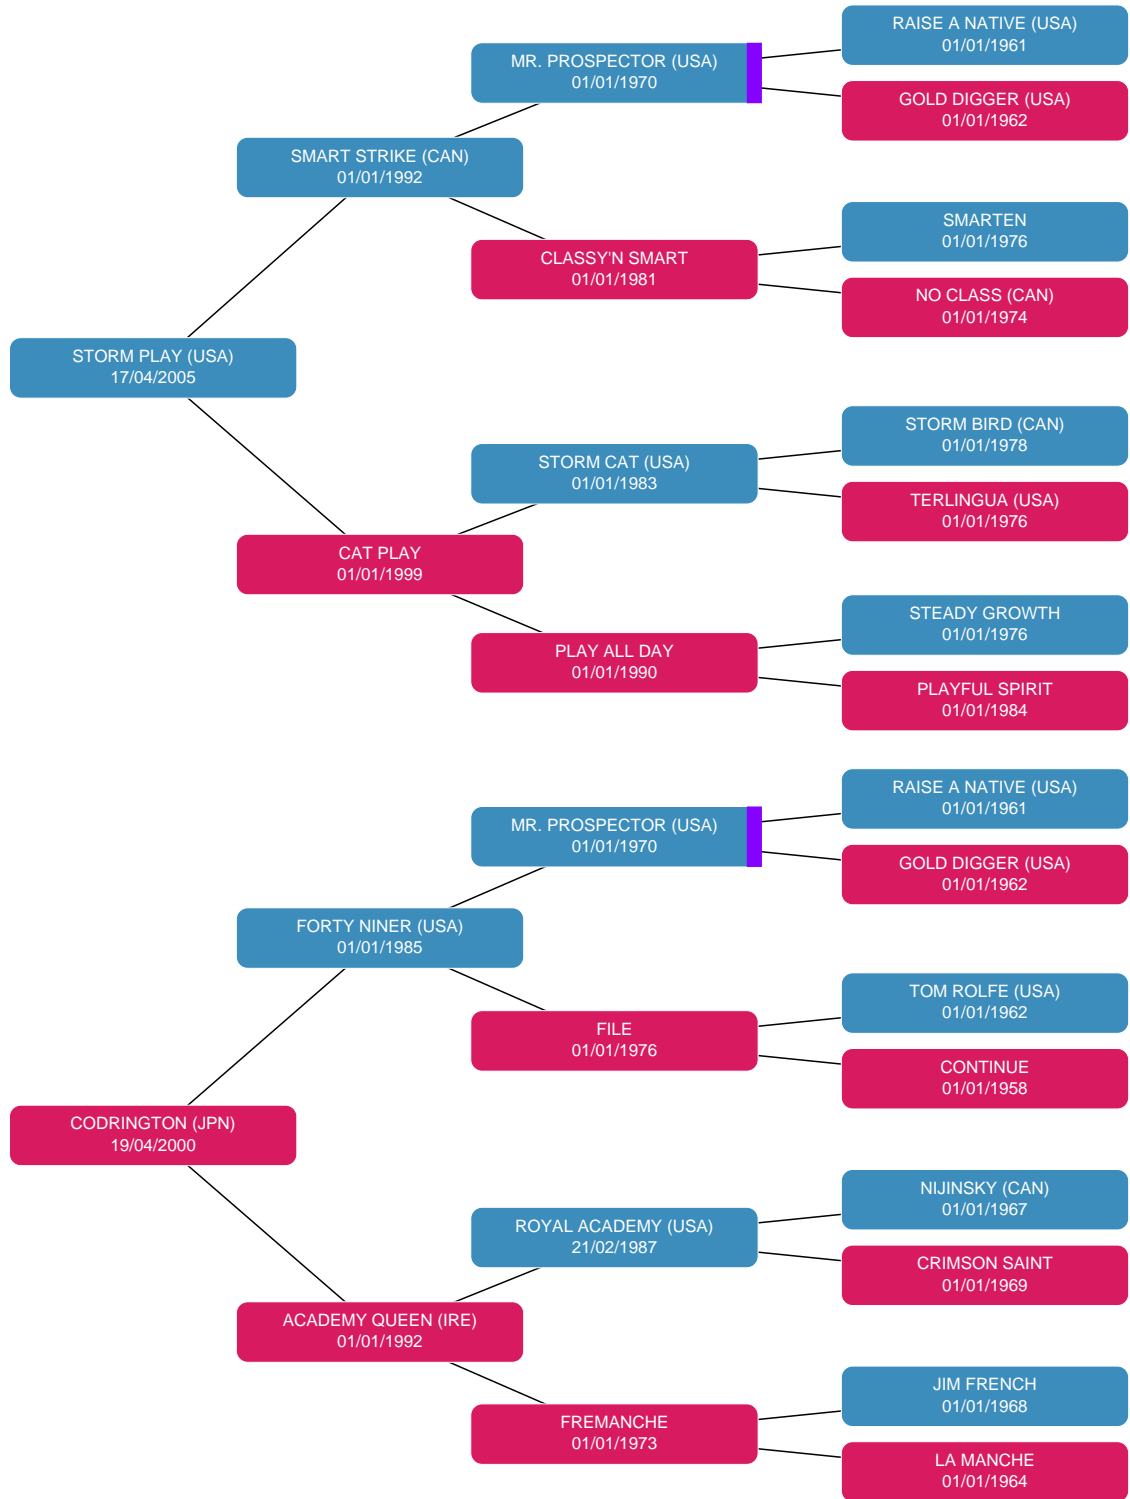 RAISE A NATIVE (USA)
01/01/1961
MR. PROSPECTOR (USA)
01/01/1970
GOLD DIGGER (USA)
01/01/1962
SMART STRIKE (CAN)
01/01/1992
SMARTEN
01/01/1976
CLASSY'N SMART
01/01/1981
NO CLASS (CAN)
01/01/1974
STORM PLAY (USA)
17/04/2005
STORM BIRD (CAN)
01/01/1978
STORM CAT (USA)
01/01/1983
TERLINGUA (USA)
01/01/1976
CAT PLAY
01/01/1999
STEADY GROWTH
01/01/1976
PLAY ALL DAY
01/01/1990
PLAYFUL SPIRIT
01/01/1984
RAISE A NATIVE (USA)
01/01/1961
MR. PROSPECTOR (USA)
01/01/1970
GOLD DIGGER (USA)
01/01/1962
FORTY NINER (USA)
01/01/1985
TOM ROLFE (USA)
01/01/1962
FILE
01/01/1976
CONTINUE
01/01/1958
CODRINGTON (JPN)
19/04/2000
NIJINSKY (CAN)
01/01/1967
ROYAL ACADEMY (USA)
21/02/1987
CRIMSON SAINT
01/01/1969
ACADEMY QUEEN (IRE)
01/01/1992
JIM FRENCH
01/01/1968
FREMANCHE
01/01/1973
LA MANCHE
01/01/1964